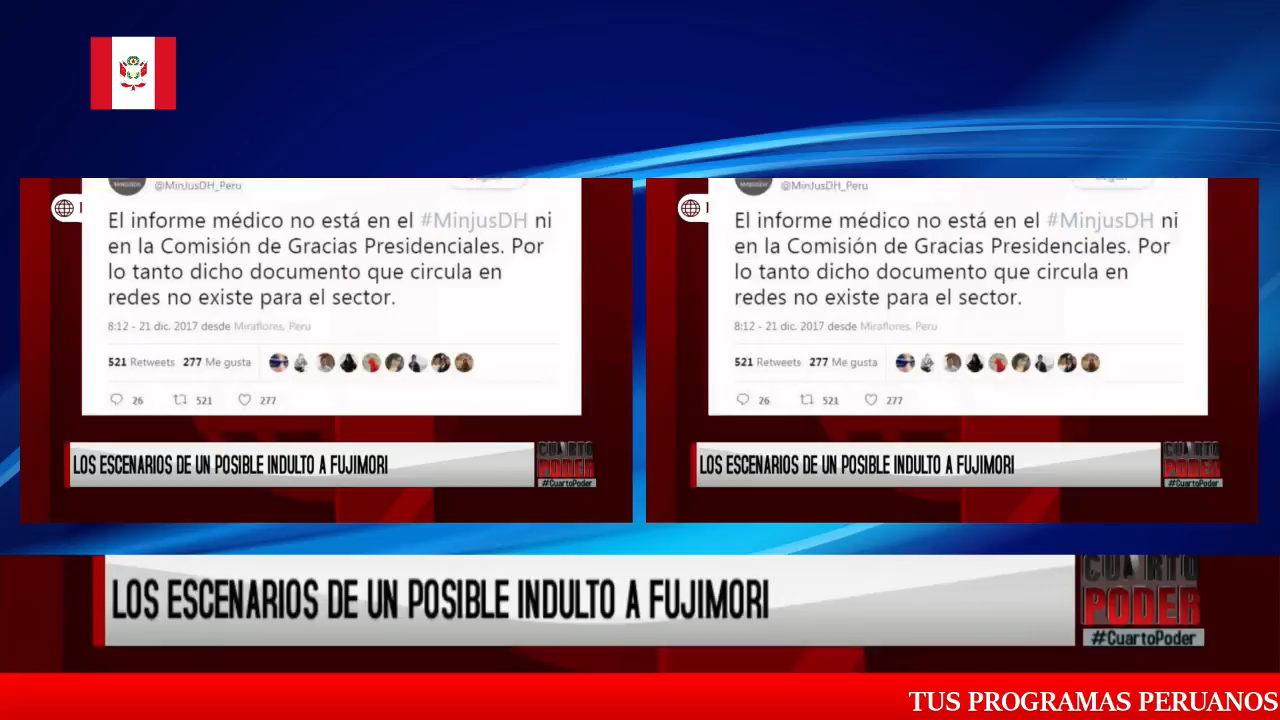 @MinJusDH_Peru
El informe médico no está en el #MinjusDH ni
en la Comisión de Gracias Presidenciales. Por
lo tanto dicho documento que circula en
redes no existe para el sector.
8:12 - 21 dic. 2017 desde Miraflores, Peru
521 Retweets 277 Me gusta
26 521 277
LOS ESCENARIOS DE UN POSIBLE INDULTO A FUJIMORI
CUARTO
PODER
#CuartoPoder
@MinJusDH_Peru
El informe médico no está en el #MinjusDH ni
en la Comisión de Gracias Presidenciales. Por
lo tanto dicho documento que circula en
redes no existe para el sector.
8:12 - 21 dic. 2017 desde Miraflores, Peru
521 Retweets 277 Me gusta
26 521 277
LOS ESCENARIOS DE UN POSIBLE INDULTO A FUJIMORI
CUARTO
PODER
#CuartoPoder
LOS ESCENARIOS DE UN POSIBLE INDULTO A FUJIMORI
CUARTO
PODER
#CuartoPoder
TUS PROGRAMAS PERUANOS